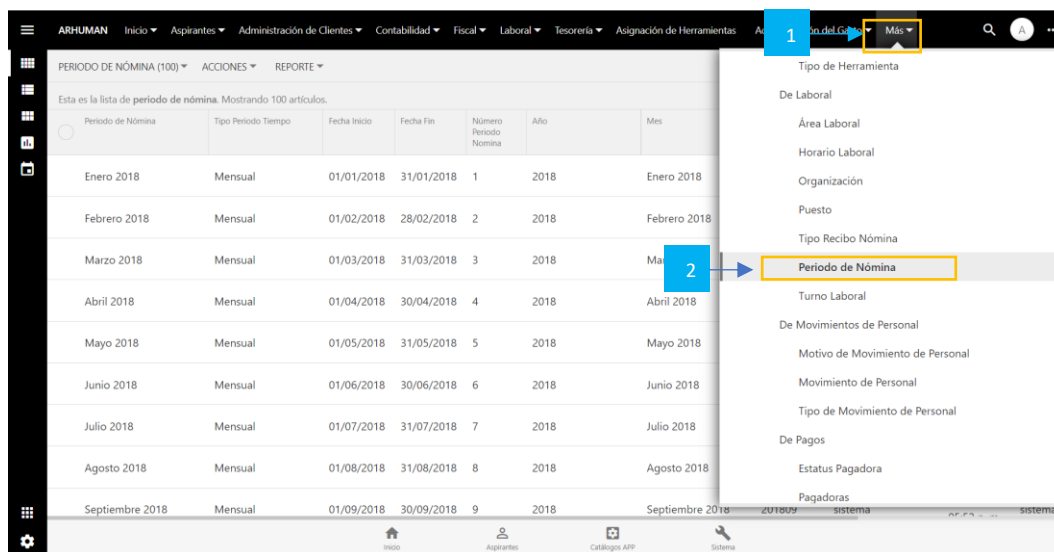 ARHUMAN Inicio Aspirantes Administración de Clientes Contabilidad Fiscal Laboral Tesorería Asignación de Herramientas 1 ón del Gasto Más A
PERIODO DE NÓMINA (100) ACCIONES REPORTE
Esta es la lista de periodo de nómina. Mostrando 100 artículos.
Periodo de Nómina Tipo Periodo Tiempo Fecha Inicio Fecha Fin Número Periodo Nomina Año Mes
Enero 2018 Mensual 01/01/2018 31/01/2018 1 2018 Enero 2018
Febrero 2018 Mensual 01/02/2018 28/02/2018 2 2018 Febrero 2018
Marzo 2018 Mensual 01/03/2018 31/03/2018 3 2018 Mar
Abril 2018 Mensual 01/04/2018 30/04/2018 4 2018 Abril 2018
Mayo 2018 Mensual 01/05/2018 31/05/2018 5 2018 Mayo 2018
Junio 2018 Mensual 01/06/2018 30/06/2018 6 2018 Junio 2018
Julio 2018 Mensual 01/07/2018 31/07/2018 7 2018 Julio 2018
Agosto 2018 Mensual 01/08/2018 31/08/2018 8 2018 Agosto 2018
Septiembre 2018 Mensual 01/09/2018 30/09/2018 9 2018 Septiembre 2018 201809 sistema sistema
Tipo de Herramienta
De Laboral
Área Laboral
Horario Laboral
Organización
Puesto
Tipo Recibo Nómina
2 Periodo de Nómina
Turno Laboral
De Movimientos de Personal
Motivo de Movimiento de Personal
Movimiento de Personal
Tipo de Movimiento de Personal
De Pagos
Estatus Pagadora
Pagadoras
Inicio Aspirantes Catálogos APP Sistema